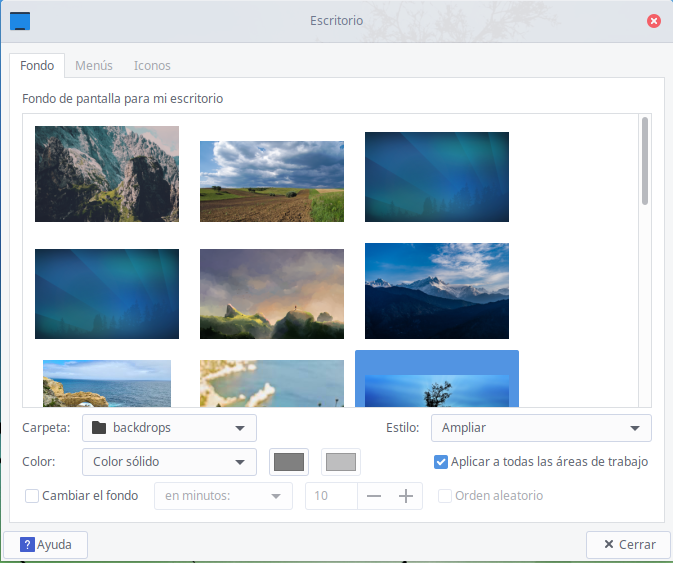 Escritorio
Fondo Menús Iconos
Fondo de pantalla para mi escritorio
Carpeta: backdrops Estilo: Ampliar
Color: Color sólido Aplicar a todas las áreas de trabajo
Cambiar el fondo en minutos: 10 Orden aleatorio
? Ayuda Cerrar